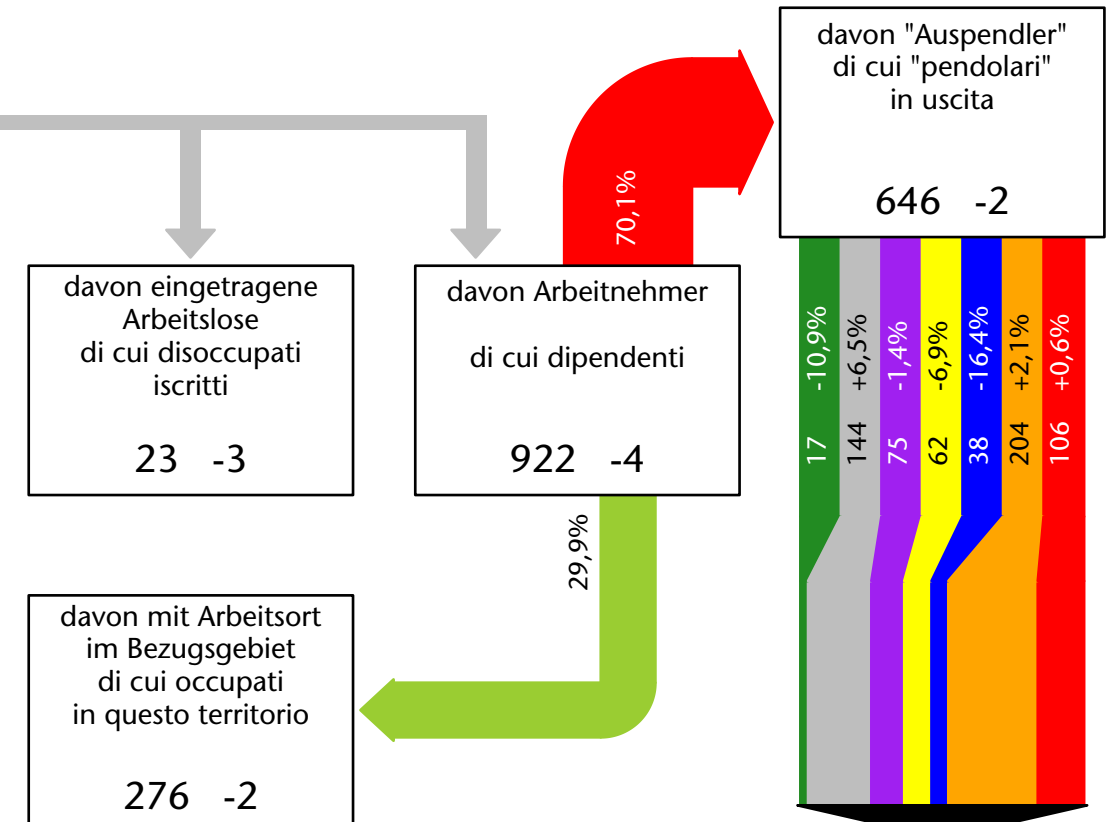 davon "Auspendler"
di cui "pendolari"
in uscita
646 -2
70,1%
davon eingetragene
Arbeitslose
di cui disoccupati
iscritti
23 -3
davon Arbeitnehmer
di cui dipendenti
922 -4
17 -10,9%
144 +6,5%
75 -1,4%
62 -6,9%
38 -16,4%
204 +2,1%
106 +0,6%
29,9%
davon mit Arbeitsort
im Bezugsgebiet
di cui occupati
in questo territorio
276 -2